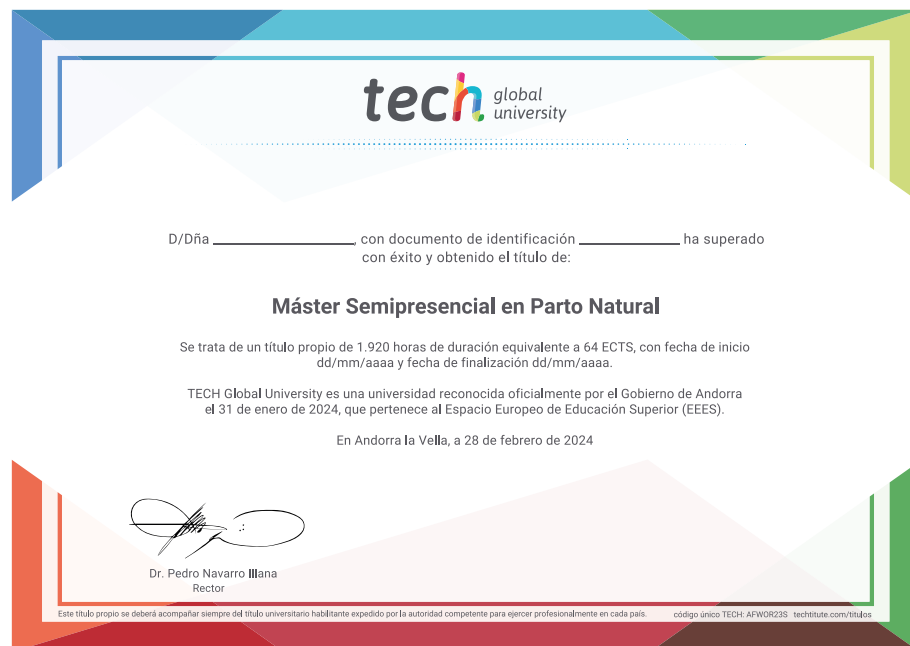 tech global university
D/Dña ________________, con documento de identificación ____________ ha superado
con éxito y obtenido el título de:
Máster Semipresencial en Parto Natural
Se trata de un título propio de 1.920 horas de duración equivalente a 64 ECTS, con fecha de inicio
dd/mm/aaaa y fecha de finalización dd/mm/aaaa.
TECH Global University es una universidad reconocida oficialmente por el Gobierno de Andorra
el 31 de enero de 2024, que pertenece al Espacio Europeo de Educación Superior (EEES).
En Andorra la Vella, a 28 de febrero de 2024
Dr. Pedro Navarro Illana
Rector
Este título propio se deberá acompañar siempre del título universitario habilitante expedido por la autoridad competente para ejercer profesionalmente en cada país. código único TECH: AFWOR23S techtitute.com/titulos